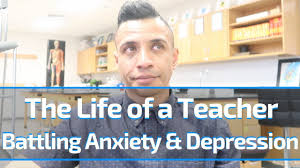 The Life of a Teacher
Battling Anxiety & Depression